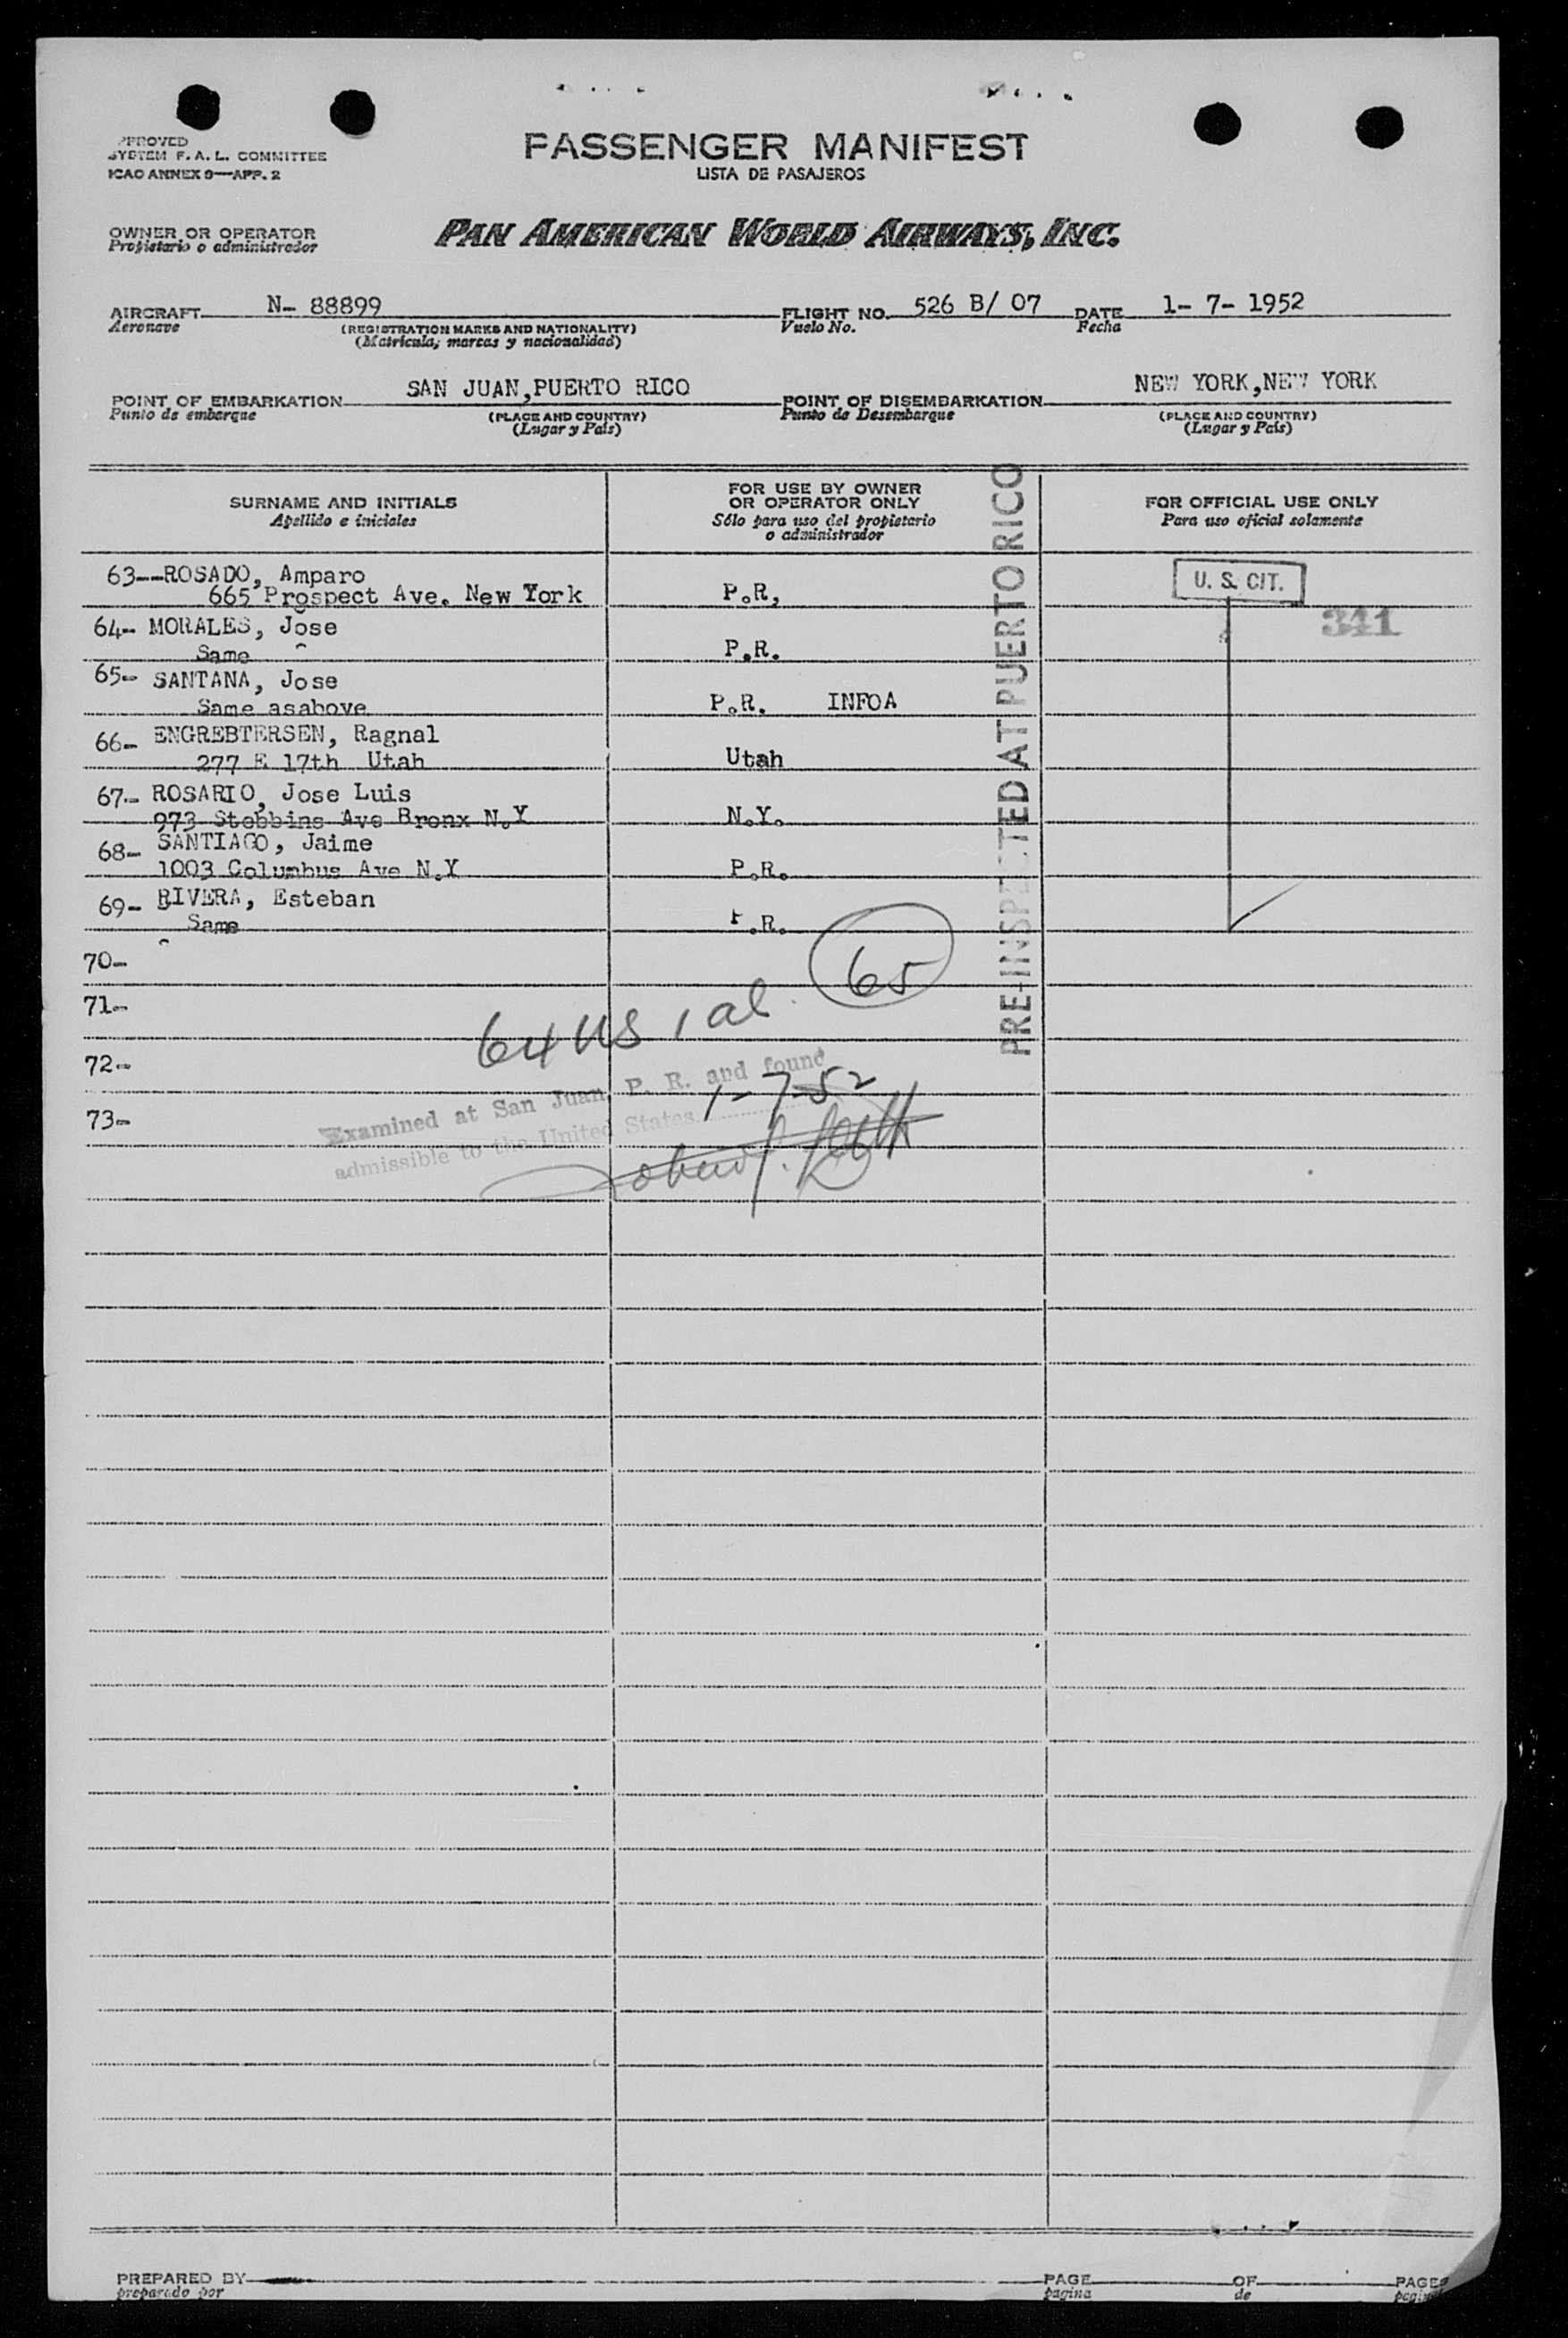 PPROVED
SYSTEM F. A. L. COMMITTEE
ICAO ANNEX 9—APP. 2
PASSENGER MANIFEST
LISTA DE PASAJEROS
OWNER OR OPERATOR
Propietario o administrador
PAN AMERICAN WORLD AIRWAYS, INC.
AIRCRAFT N- 88899 FLIGHT NO. 526 B/ 07 DATE 1- 7- 1952
Aeronave (REGISTRATION MARKS AND NATIONALITY) Vuelo No. Fecha
(Matricula, marcas y nacionalidad)
POINT OF EMBARKATION SAN JUAN,PUERTO RICO POINT OF DISEMBARKATION NEW YORK,NEW YORK
Punto de embarque (PLACE AND COUNTRY) Punto de Desembarque (PLACE AND COUNTRY)
(Lugar y País) (Lugar y País)
SURNAME AND INITIALS
Apellido e iniciales
FOR USE BY OWNER
OR OPERATOR ONLY
Sólo para uso del propietario
o administrador
FOR OFFICIAL USE ONLY
Para uso oficial solamente
PRE-INSPECTED AT PUERTO RICO
63--ROSADO, Amparo U. S. CIT.
665 Prospect Ave. New York P.R,
64- MORALES, Jose 341
Same P.R.
65- SANTANA, Jose
Same asabove P.R. INFOA
66- ENGREBTERSEN, Ragnal
277 E 17th Utah Utah
67- ROSARIO, Jose Luis
973 Stebbins Ave Bronx N.Y N.Y.
68- SANTIAGO, Jaime
1003 Columbus Ave N.Y P.R.
69- RIVERA, Esteban
Same P.R.
70- 65
71-
64 US 1 al
72-
Examined at San Juan, P. R. and found
1-7-52
73-
admissible to the United States
PREPARED BY PAGE OF PAGES
preparado por pagina de